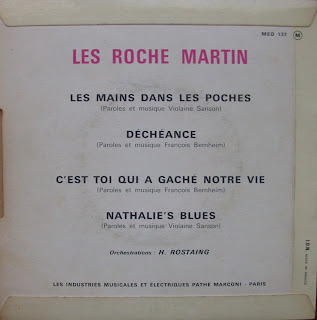 MEO 137 M
LES ROCHE MARTIN
LES MAINS DANS LES POCHES
(Paroles et musique Violaine Sanson)
DÉCHÉANCE
(Paroles et musique François Bernheim)
C'EST TOI QUI A GACHÉ NOTRE VIE
(Paroles et musique François Bernheim)
NATHALIE'S BLUES
(Paroles et musique Violaine Sanson)
Orchestrations : H. ROSTAING
LES INDUSTRIES MUSICALES ET ÉLECTRIQUES PATHE MARCONI - PARIS